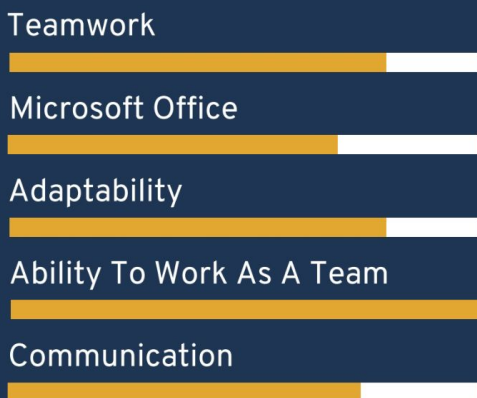 Teamwork
Microsoft Office
Adaptability
Ability To Work As A Team
Communication